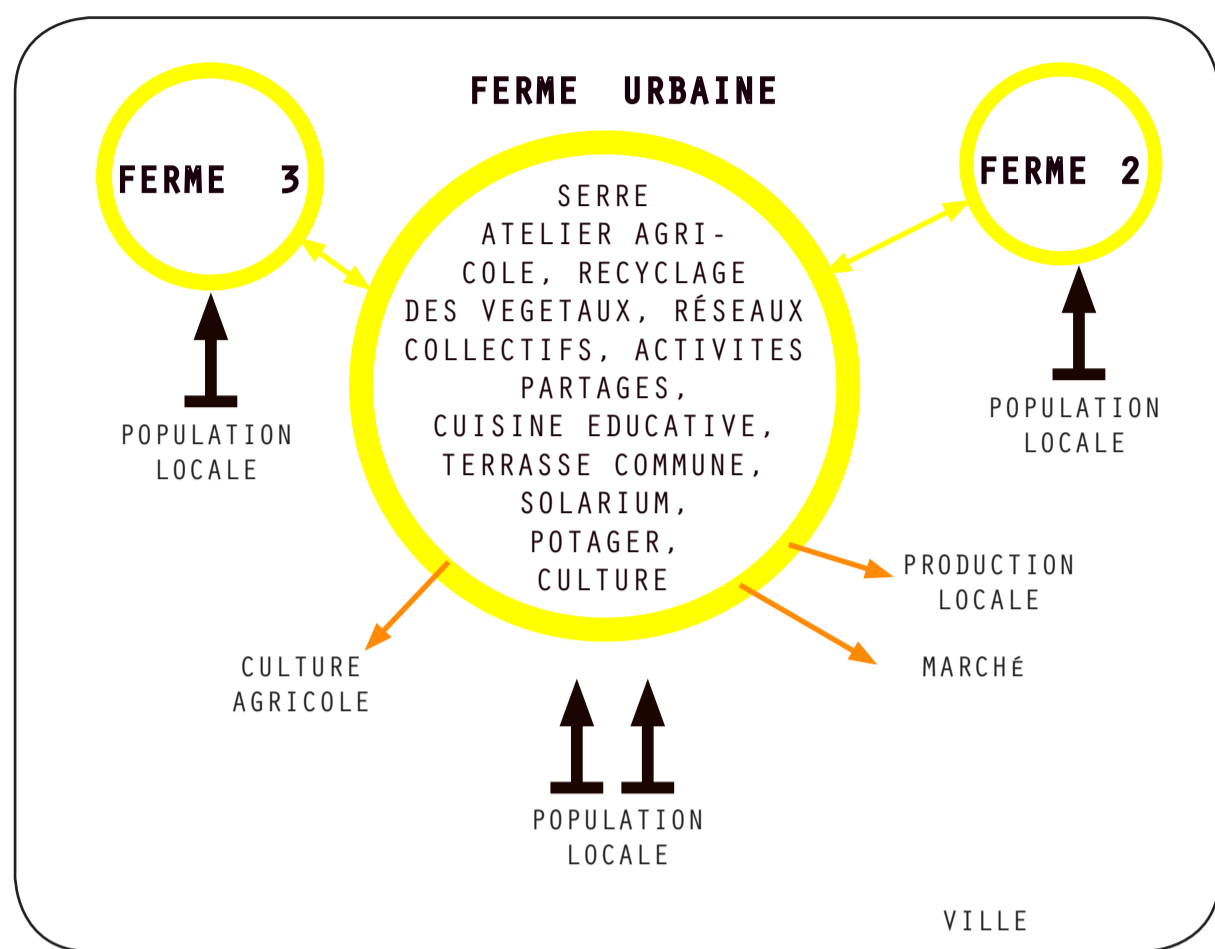 FERME URBAINE
FERME 3
FERME 2
SERRE
ATELIER AGRI-
COLE, RECYCLAGE
DES VEGETAUX, RÉSEAUX
COLLECTIFS, ACTIVITES
PARTAGES,
CUISINE EDUCATIVE,
TERRASSE COMMUNE,
SOLARIUM,
POTAGER,
CULTURE
POPULATION
LOCALE
POPULATION
LOCALE
PRODUCTION
LOCALE
CULTURE
AGRICOLE
MARCHé
POPULATION
LOCALE
VILLE